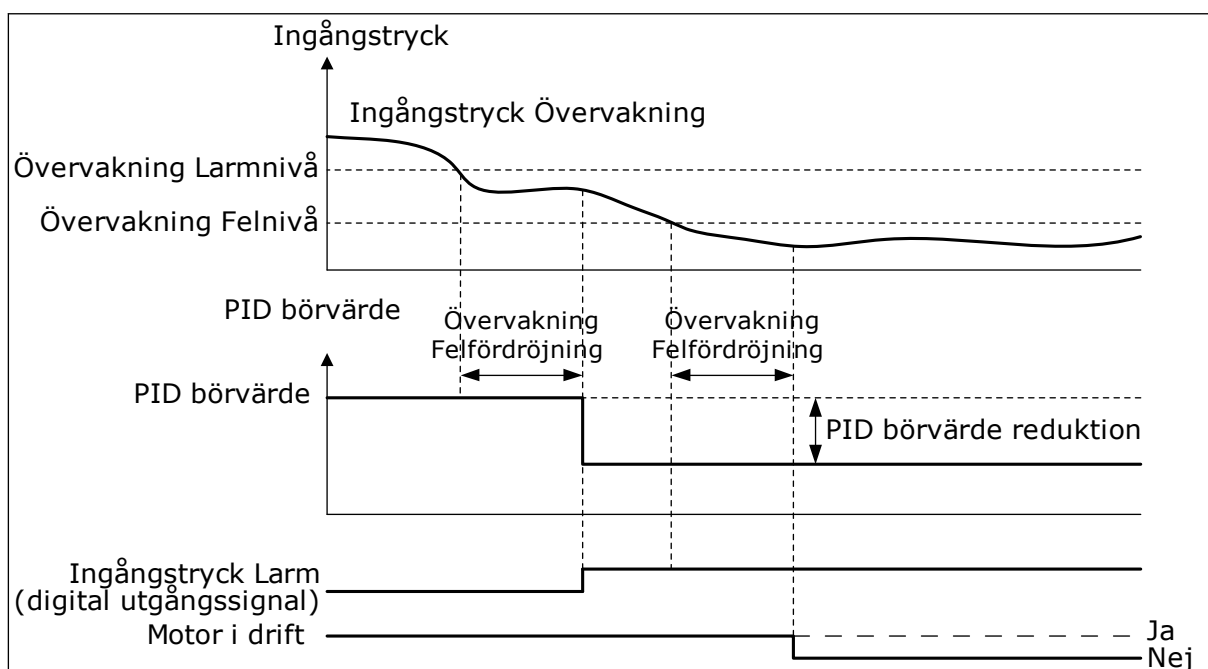 Ingångstryck
Ingångstryck Övervakning
Övervakning Larmnivå
Övervakning Felnivå
PID börvärde
Övervakning
Felfördröjning
Övervakning
Felfördröjning
PID börvärde
PID börvärde reduktion
Ingångstryck Larm
(digital utgångssignal)
Motor i drift
Ja
Nej